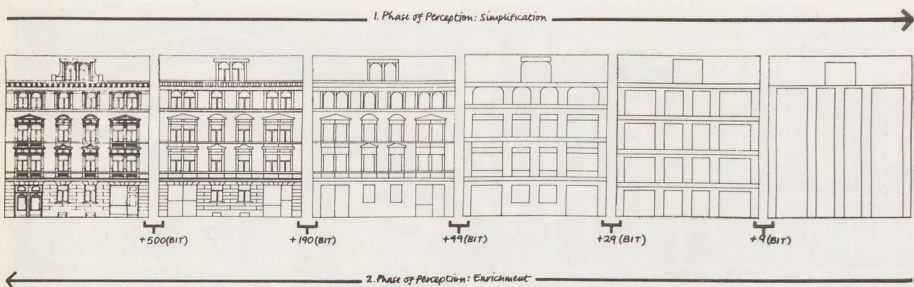 1. Phase of Perception: Simplification
+500(BIT)
+190(BIT)
+49(BIT)
+29(BIT)
+9(BIT)
2. Phase of Perception: Enrichment